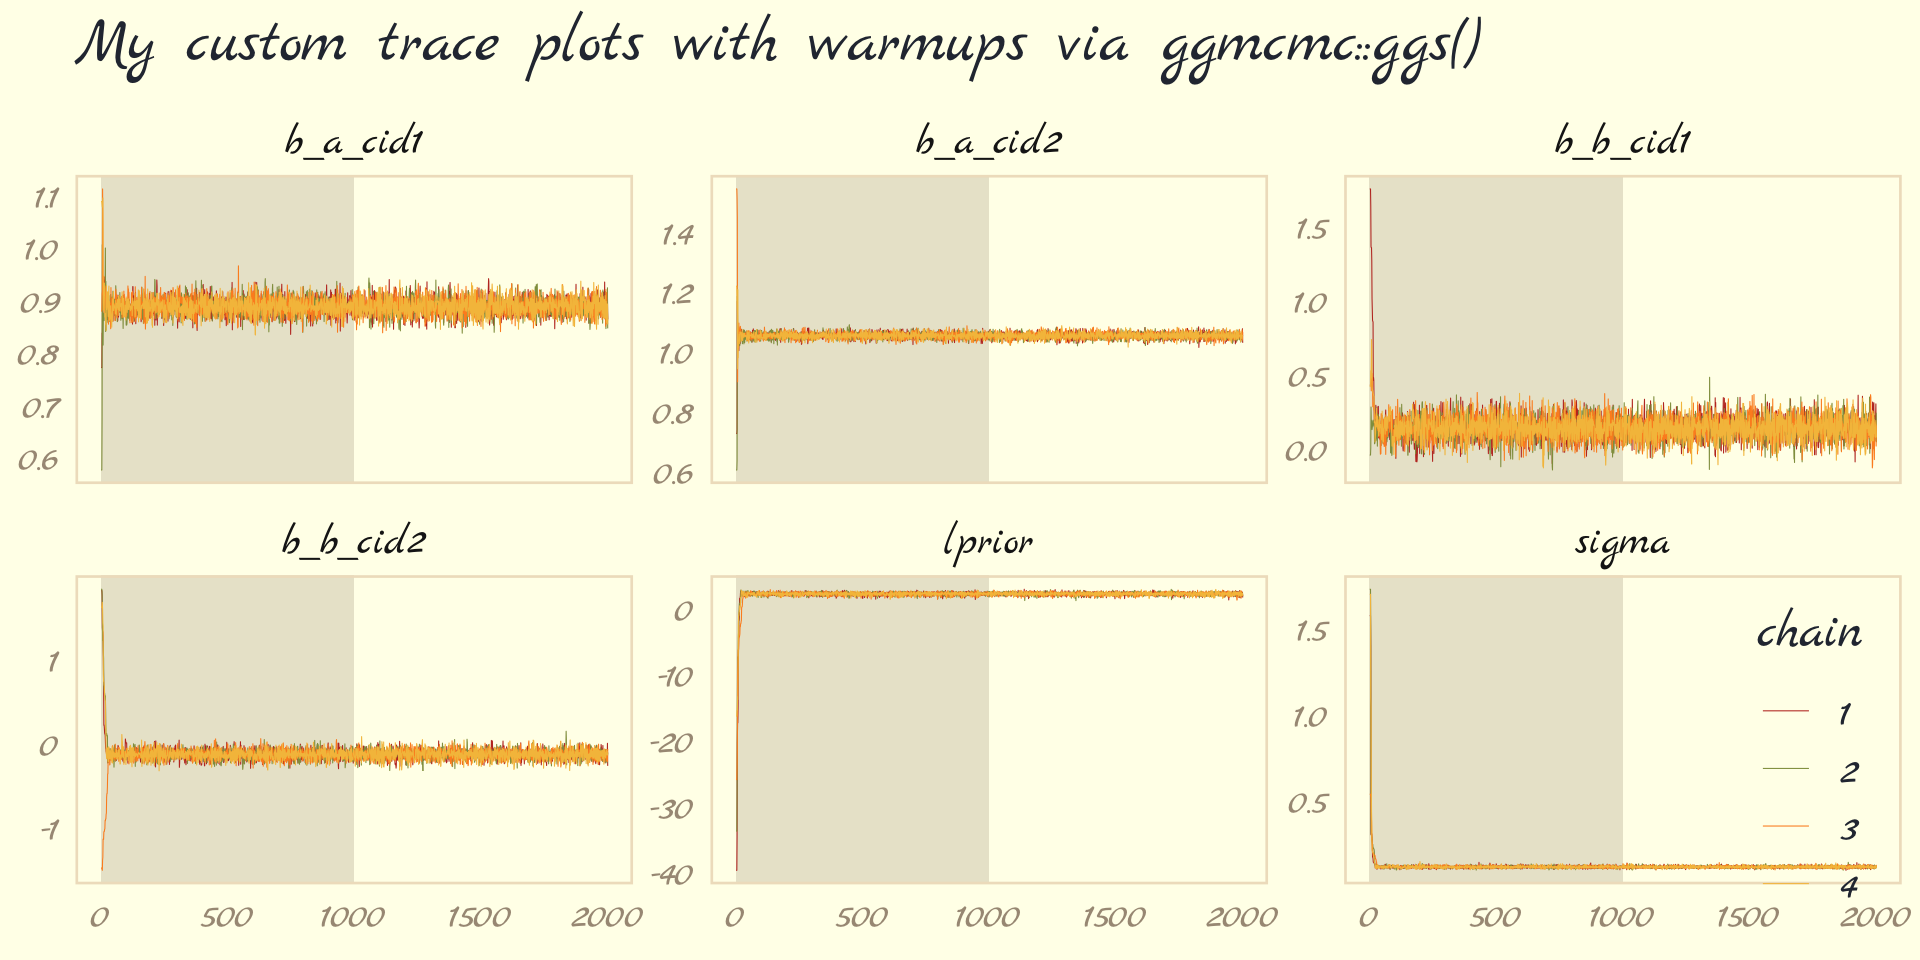 My custom trace plots with warmups via ggmcmc::ggs()
b_a_cid1
b_a_cid2
b_b_cid1
1.1
1.0
0.9
0.8
0.7
0.6
1.4
1.2
1.0
0.8
0.6
1.5
1.0
0.5
0.0
b_b_cid2
lprior
sigma
1
0
-1
0
-10
-20
-30
-40
1.5
1.0
0.5
chain
1
2
3
4
0 500 1000 1500 2000
0 500 1000 1500 2000
0 500 1000 1500 2000